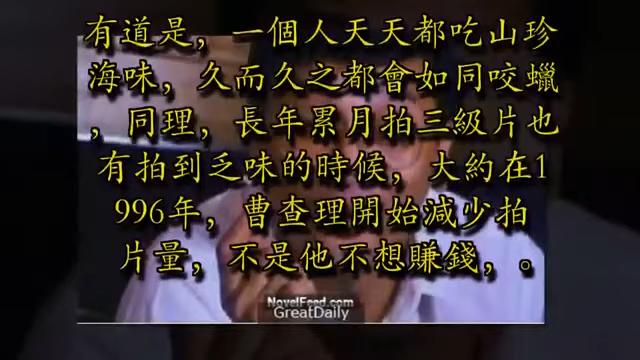 有道是，一個人天天都吃山珍
海味，久而久之都會如同咬蠟
，同理，長年累月拍三級片也
有拍到乏味的時候，大約在1
996年，曹查理開始減少拍
片量，不是他不想賺錢，。
NovelFeed.com
GreatDaily